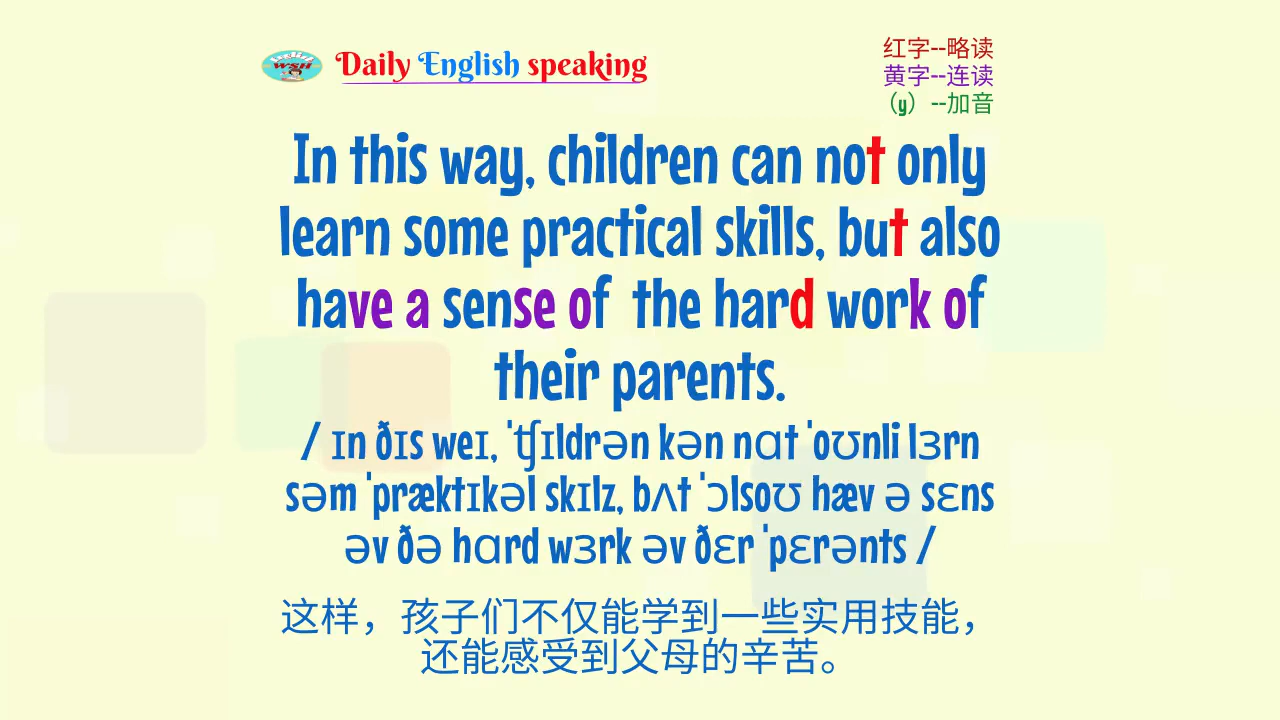 WSH
Daily English speaking
红字--略读
黄字--连读
（y）--加音
In this way, children can not only
learn some practical skills, but also
have a sense of the hard work of
their parents.
/ ɪn ðɪs weɪ, ˈʧɪldrən kən nɑt ˈoʊnli lɜrn
səm ˈpræktɪkəl skɪlz, bʌt ˈɔlsoʊ hæv ə sɛns
əv ðə hɑrd wɜrk əv ðɛr ˈpɛrənts /
这样，孩子们不仅能学到一些实用技能，
还能感受到父母的辛苦。